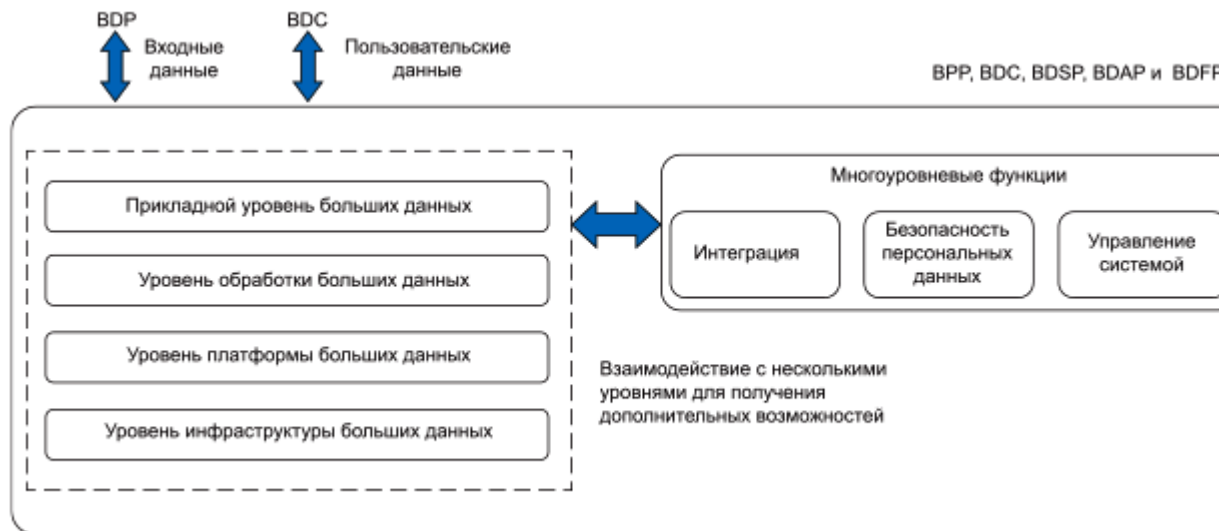 BDP
BDC
Входные
данные
Пользовательские
данные
BPP, BDC, BDSP, BDAP и BDFP
Прикладной уровень больших данных
Уровень обработки больших данных
Уровень платформы больших данных
Уровень инфраструктуры больших данных
Многоуровневые функции
Интеграция
Безопасность
персональных
данных
Управление
системой
Взаимодействие с несколькими
уровнями для получения
дополнительных возможностей